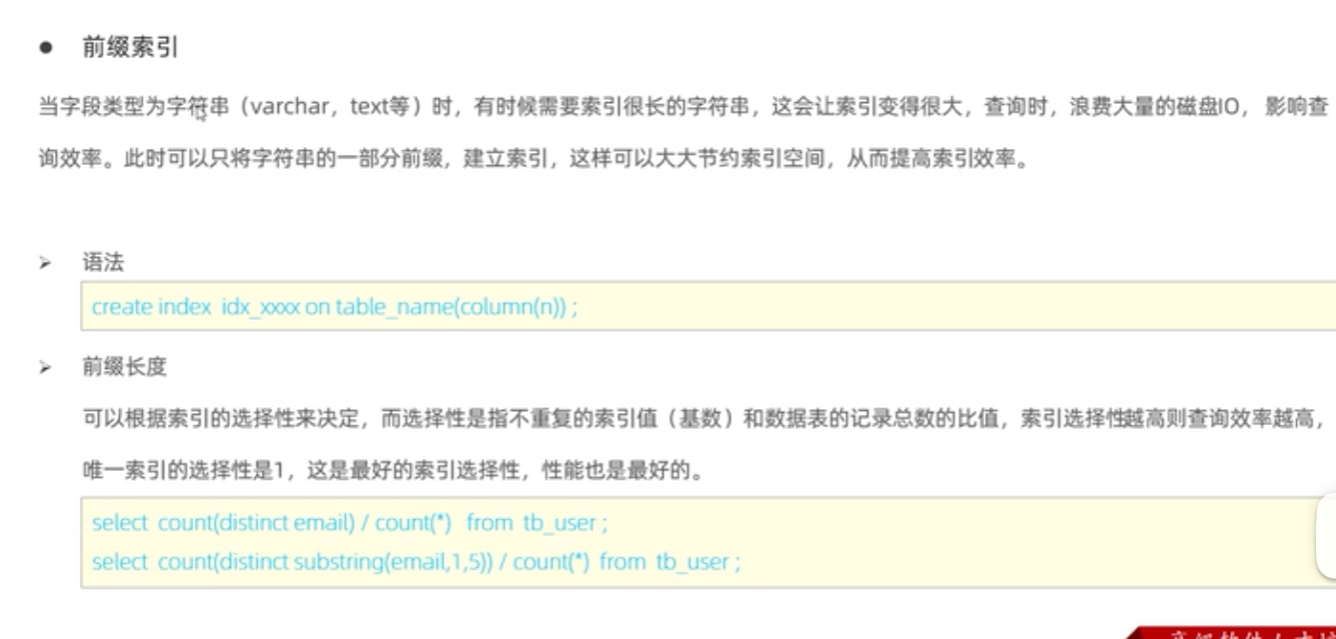 ● 前缀索引
当字段类型为字符串（varchar，text等）时，有时候需要索引很长的字符串，这会让索引变得很大，查询时，浪费大量的磁盘IO， 影响查
询效率。此时可以只将字符串的一部分前缀，建立索引，这样可以大大节约索引空间，从而提高索引效率。
➢ 语法
create index idx_xxxx on table_name(column(n)) ;
➢ 前缀长度
可以根据索引的选择性来决定，而选择性是指不重复的索引值（基数）和数据表的记录总数的比值，索引选择性越高则查询效率越高，
唯一索引的选择性是1，这是最好的索引选择性，性能也是最好的。
select count(distinct email) / count(*) from tb_user ;
select count(distinct substring(email,1,5)) / count(*) from tb_user ;